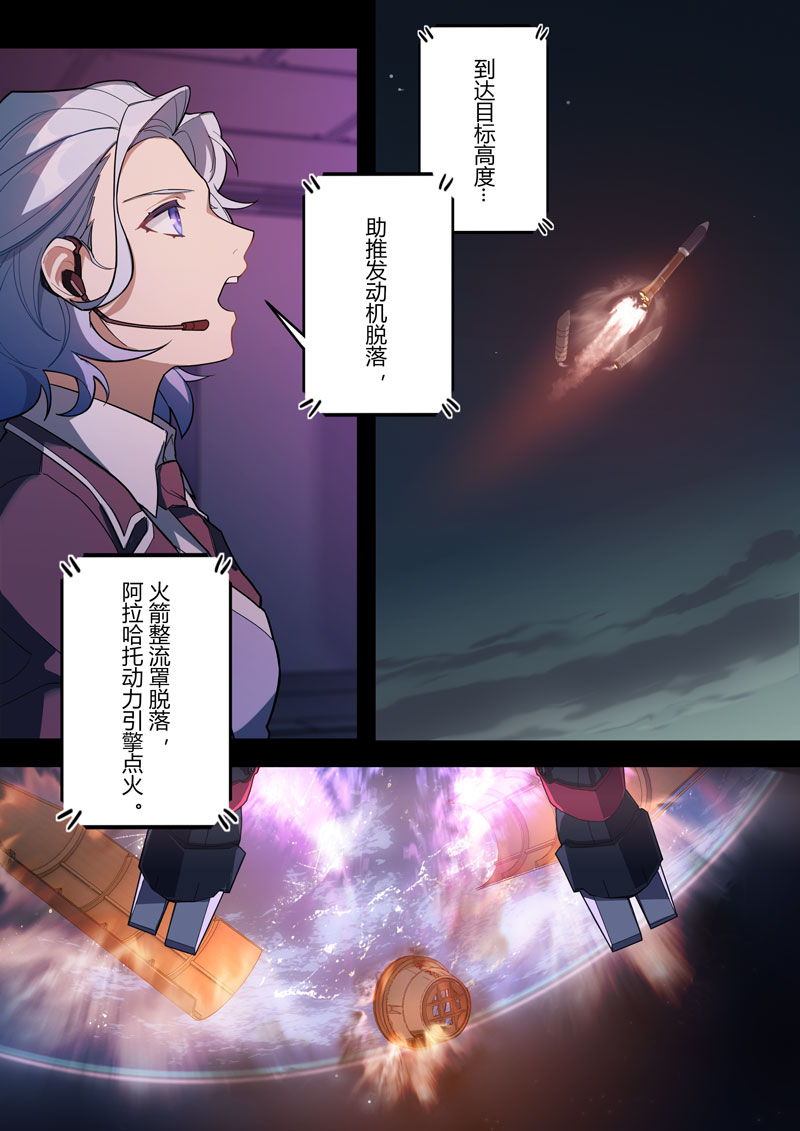 到达目标高度…
助推发动机脱落，
火箭整流罩脱落，
阿拉哈托动力引擎点火。